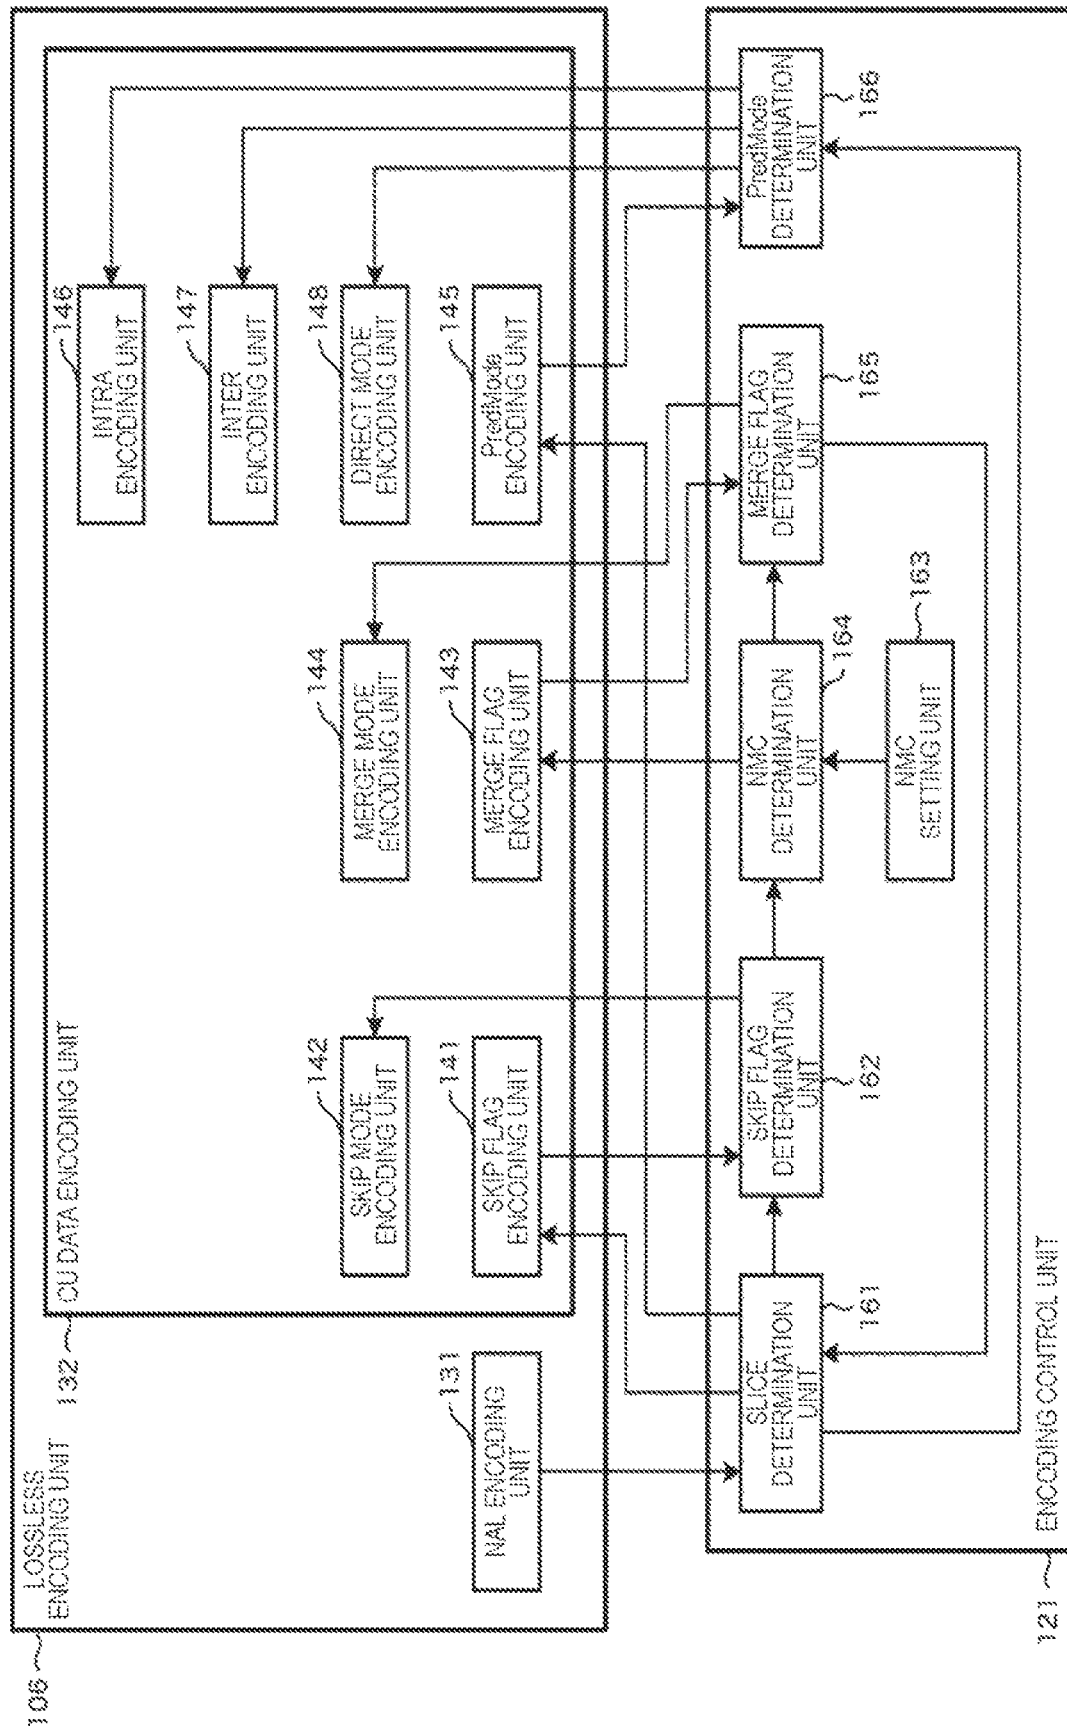 106
LOSSLESS
ENCODING UNIT
132
CU DATA ENCODING UNIT
146
INTRA
ENCODING UNIT
147
INTER
ENCODING UNIT
142
SKIP MODE
ENCODING UNIT
144
MERGE MODE
ENCODING UNIT
148
DIRECT MODE
ENCODING UNIT
131
NAL ENCODING
UNIT
141
SKIP FLAG
ENCODING UNIT
143
MERGE FLAG
ENCODING UNIT
145
PredMode
ENCODING UNIT
SLICE
DETERMINATION
UNIT
161
SKIP FLAG
DETERMINATION
UNIT
162
NMC
DETERMINATION
UNIT
164
MERGE FLAG
DETERMINATION
UNIT
165
PredMode
DETERMINATION
UNIT
166
NMC
SETTING UNIT
163
121
ENCODING CONTROL UNIT